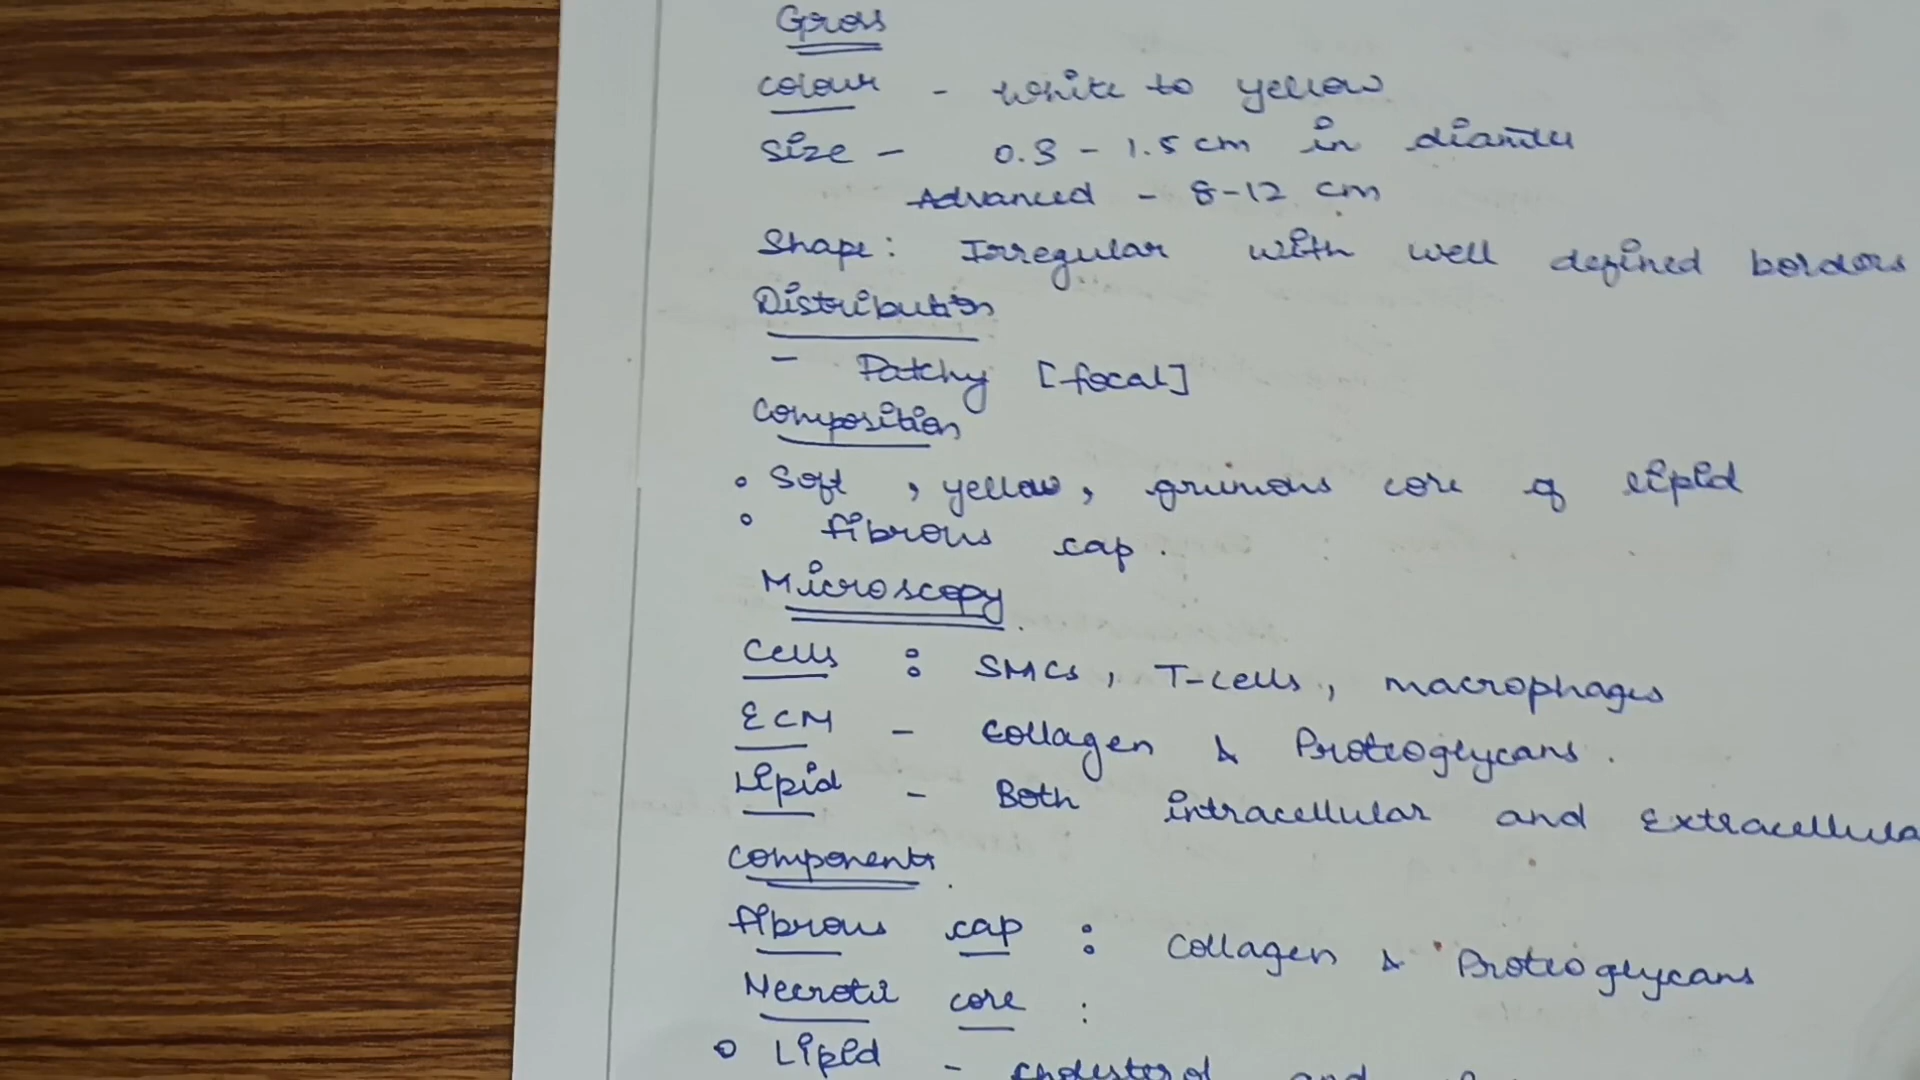 Gross
colour - white to yellow
Size - 0.3 - 1.5 cm in diameter
Advanced - 8-12 cm
Shape: Irregular with well defined borders
Distribution
- Patchy [focal]
Composition
• Soft, yellow, grumous core of lipid
• fibrous cap.
Microscopy
Cells : SMCs, T-cells, macrophages
ECM - Collagen & Proteoglycans.
Lipid - Both intracellular and Extracellula
Components
fibrous cap : Collagen & Proteoglycans
Necrotic core :
• Lipid - cholesterol and